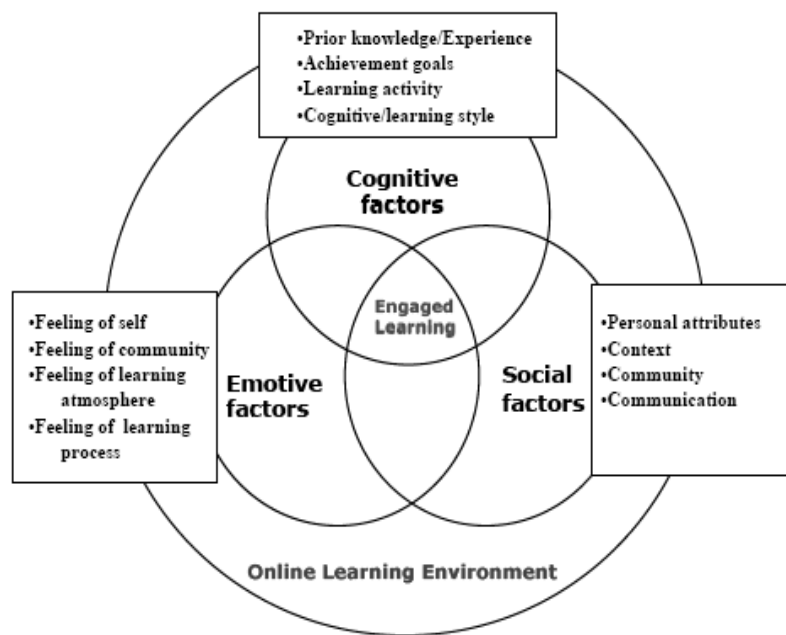 •Prior knowledge/Experience
•Achievement goals
•Learning activity
•Cognitive/learning style
Cognitive
factors
Engaged
Learning
•Feeling of self
•Feeling of community
•Feeling of learning
atmosphere
•Feeling of learning
process
Emotive
factors
Social
factors
•Personal attributes
•Context
•Community
•Communication
Online Learning Environment